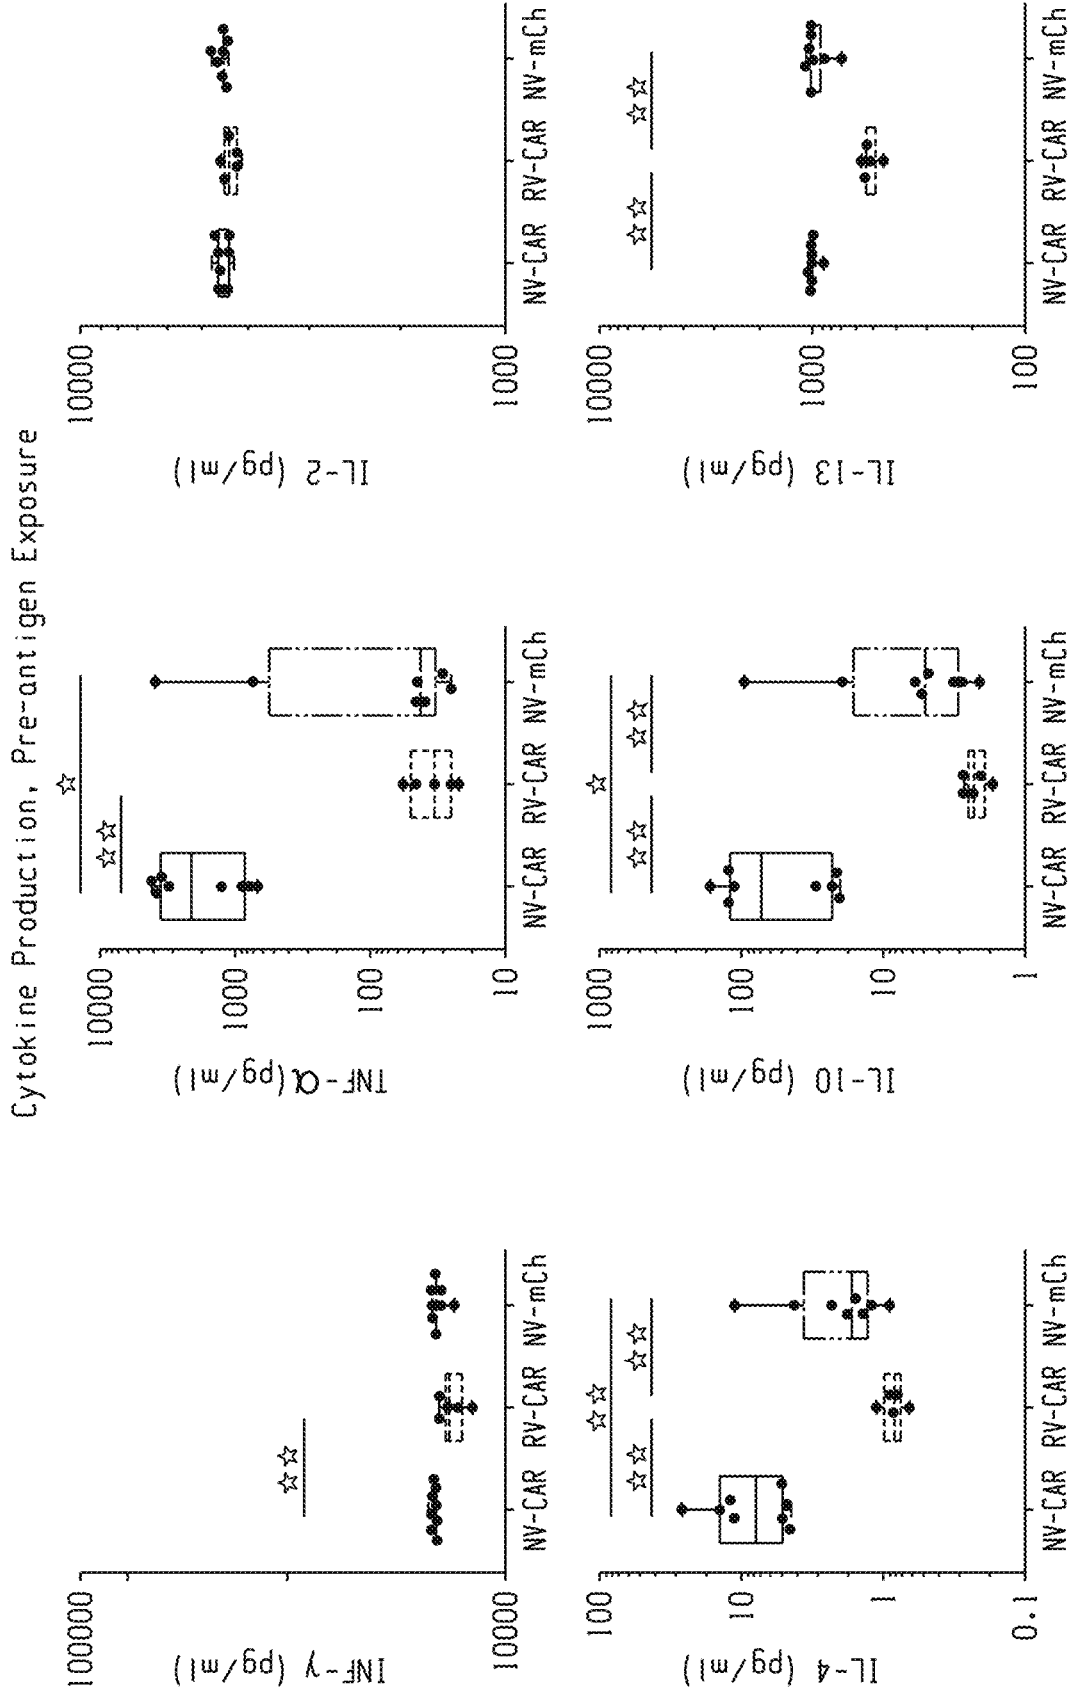 Cytokine Production, Pre-antigen Exposure
INF-γ (pg/ml)
100000
10000
NV-CAR RV-CAR NV-mCh
☆☆
TNF-α (pg/ml)
10000
1000
100
10
NV-CAR RV-CAR NV-mCh
☆
☆☆
IL-2 (pg/ml)
10000
1000
NV-CAR RV-CAR NV-mCh
IL-4 (pg/ml)
100
10
1
0.1
NV-CAR RV-CAR NV-mCh
☆☆
☆☆ ☆☆
IL-10 (pg/ml)
1000
100
10
1
NV-CAR RV-CAR NV-mCh
☆
☆☆ ☆☆
IL-13 (pg/ml)
10000
1000
100
NV-CAR RV-CAR NV-mCh
☆☆ ☆☆